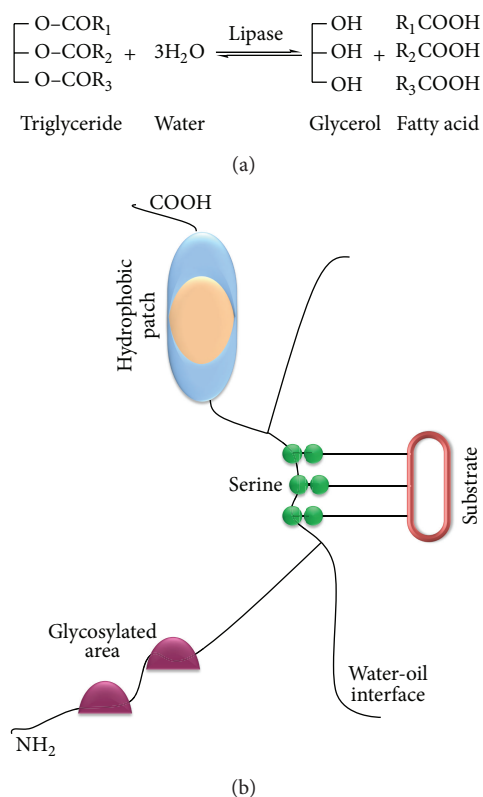 O–COR₁
O–COR₂ + 3H₂O Lipase
O–COR₃
OH R₁COOH
OH + R₂COOH
OH R₃COOH
Triglyceride Water Glycerol Fatty acid
(a)
COOH
Hydrophobic
patch
Serine
Substrate
Glycosylated
area
Water-oil
interface
NH₂
(b)